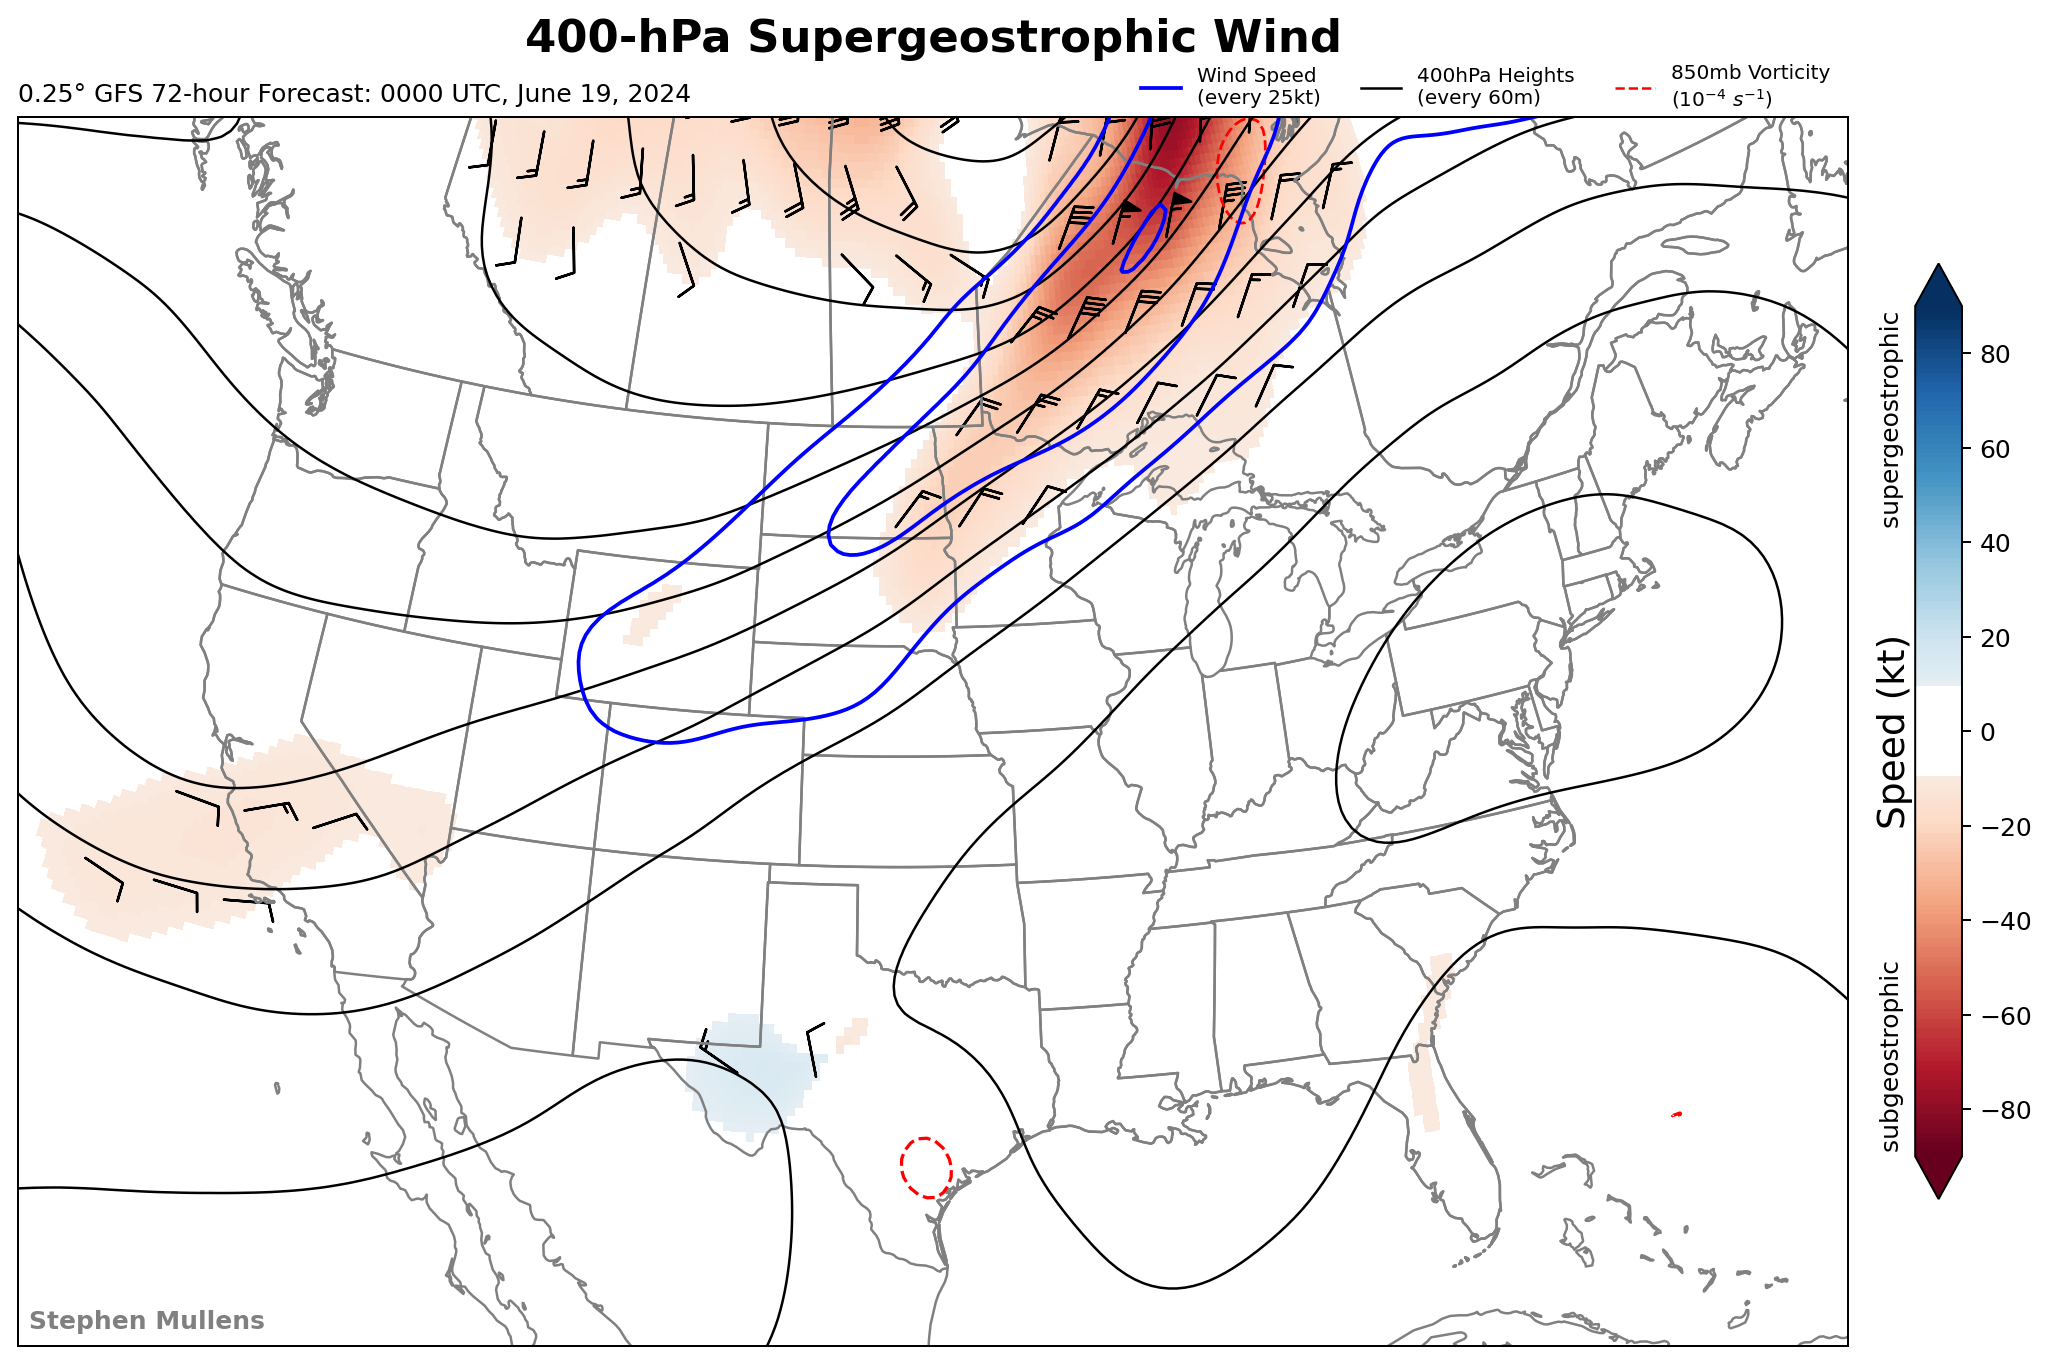 400-hPa Supergeostrophic Wind
0.25° GFS 72-hour Forecast: 0000 UTC, June 19, 2024
Wind Speed
(every 25kt)
400hPa Heights
(every 60m)
850mb Vorticity
(10⁻⁴ s⁻¹)
supergeostrophic
Speed (kt)
subgeostrophic
80
60
40
20
0
−20
−40
−60
−80
Stephen Mullens